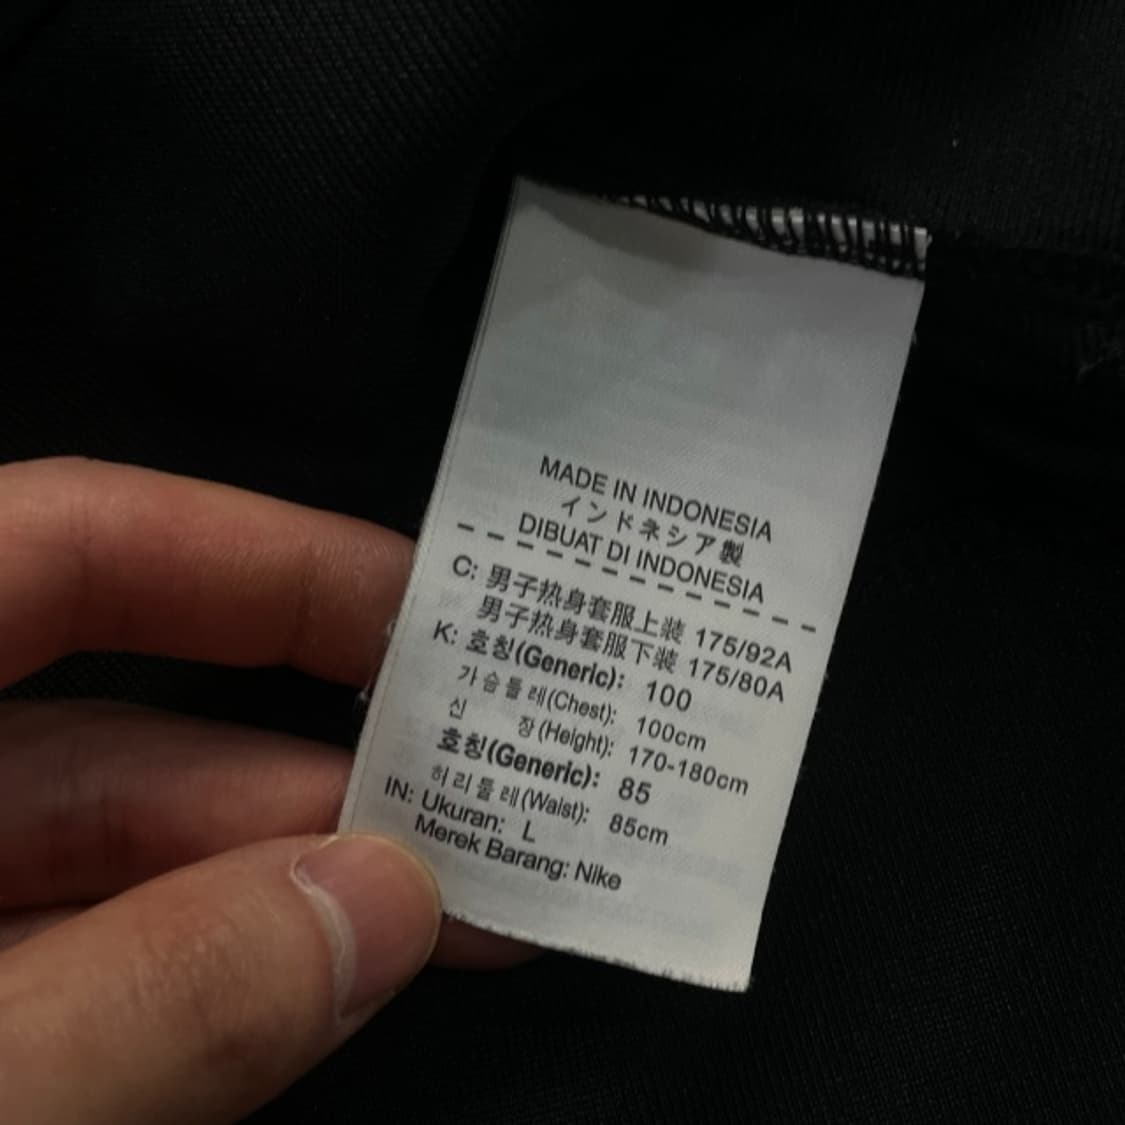 MADE IN INDONESIA
インドネシア製
DIBUAT DI INDONESIA
C: 男子热身套服上装 175/92A
男子热身套服下装 175/80A
K: 호칭(Generic): 100
가슴둘레(Chest): 100cm
신 장(Height): 170-180cm
호칭(Generic): 85
허리둘레(Waist): 85cm
IN: Ukuran: L
Merek Barang: Nike